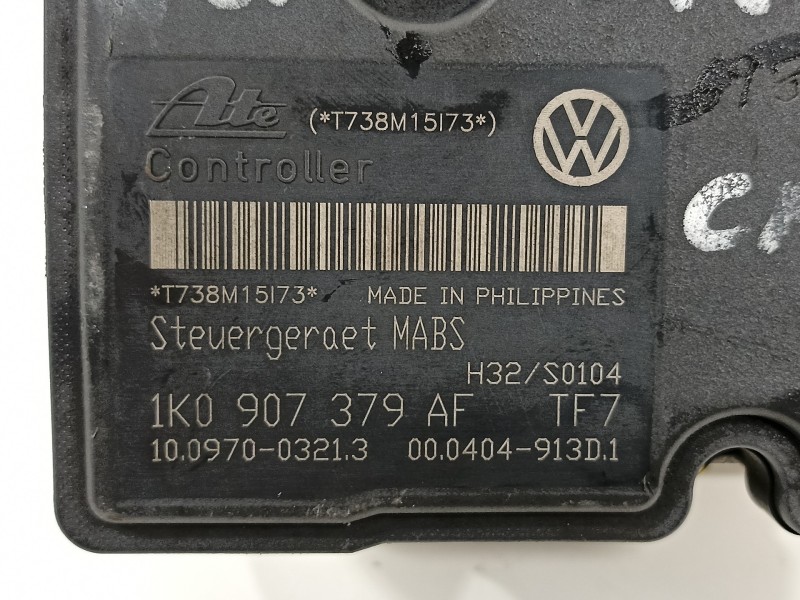 Ate (*T738M15I73*)
Controller
*T738M15I73* MADE IN PHILIPPINES
Steuergeraet MABS
H32/S0104
1K0 907 379 AF TF7
10.0970-0321.3 00.0404-913D.1